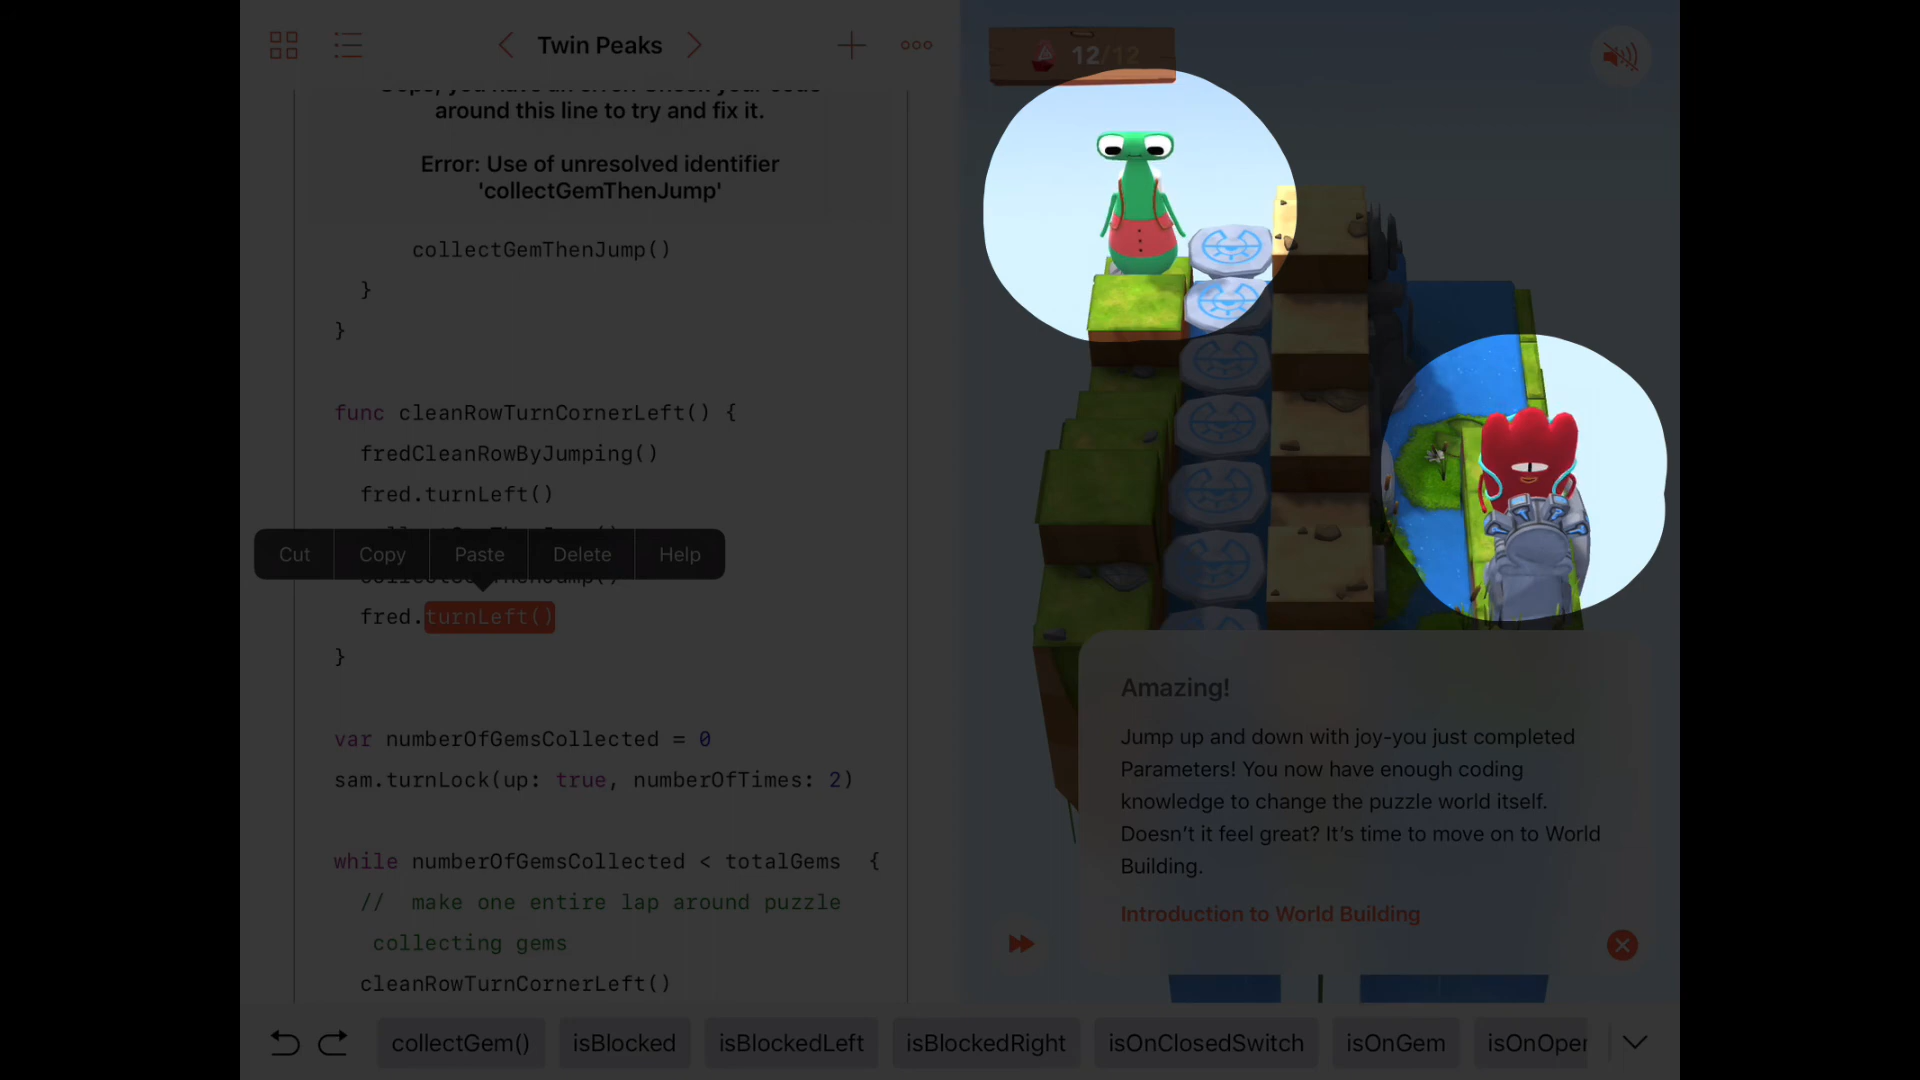 Twin Peaks
12/12
around this line to try and fix it.
Error: Use of unresolved identifier
'collectGemThenJump'
collectGemThenJump()
}
}
func cleanRowTurnCornerLeft() {
fredCleanRowByJumping()
fred.turnLeft()
Cut Copy Paste Delete Help
fred.turnLeft()
}
var numberOfGemsCollected = 0
sam.turnLock(up: true, numberOfTimes: 2)
while numberOfGemsCollected < totalGems {
// make one entire lap around puzzle
collecting gems
cleanRowTurnCornerLeft()
Amazing!
Jump up and down with joy-you just completed
Parameters! You now have enough coding
knowledge to change the puzzle world itself.
Doesn't it feel great? It's time to move on to World
Building.
Introduction to World Building
collectGem() isBlocked isBlockedLeft isBlockedRight isOnClosedSwitch isOnGem isOnOper